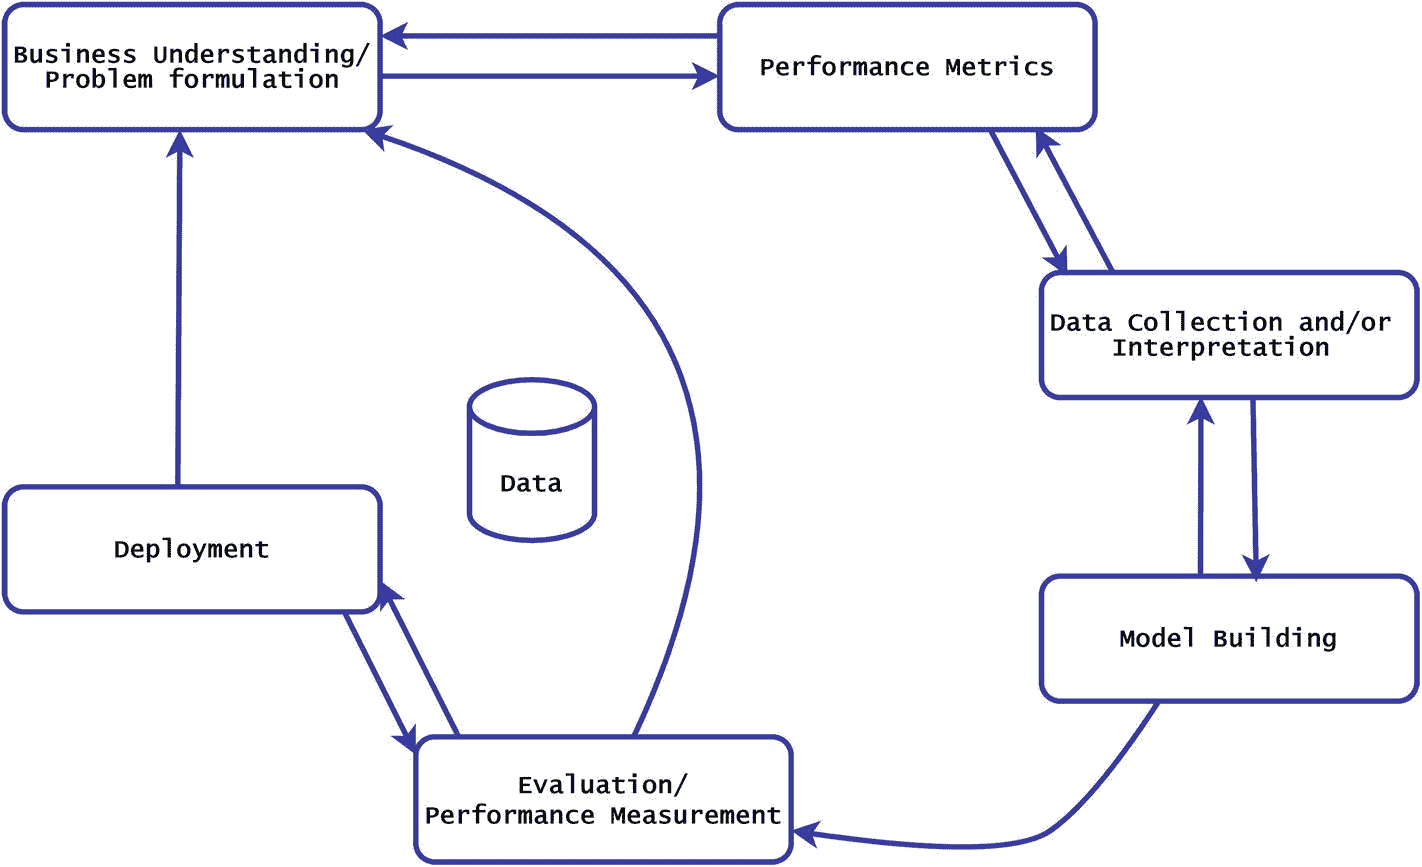 Business Understanding/
Problem formulation
Performance Metrics
Data Collection and/or
Interpretation
Data
Deployment
Model Building
Evaluation/
Performance Measurement